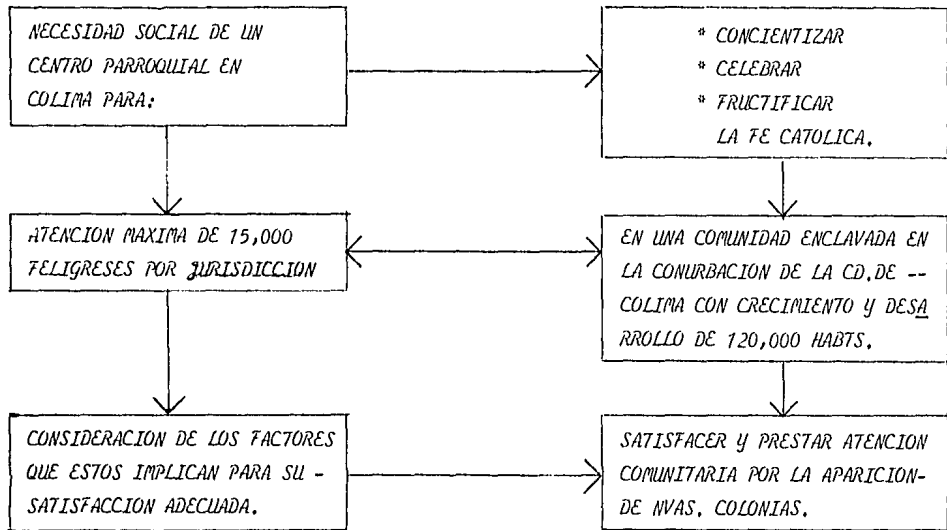 NECESIDAD SOCIAL DE UN
CENTRO PARROQUIAL EN
COLIMA PARA:
* CONCIENTIZAR
* CELEBRAR
* FRUCTIFICAR
LA FE CATOLICA.
ATENCION MAXIMA DE 15,000
FELIGRESES POR JURISDICCION
EN UNA COMUNIDAD ENCLAVADA EN
LA CONURBACION DE LA CD.DE --
COLIMA CON CRECIMIENTO Y DESA
RROLLO DE 120,000 HABTS.
CONSIDERACION DE LOS FACTORES
QUE ESTOS IMPLICAN PARA SU -
SATISFACCION ADECUADA.
SATISFACER Y PRESTAR ATENCION
COMUNITARIA POR LA APARICION-
DE NVAS. COLONIAS.